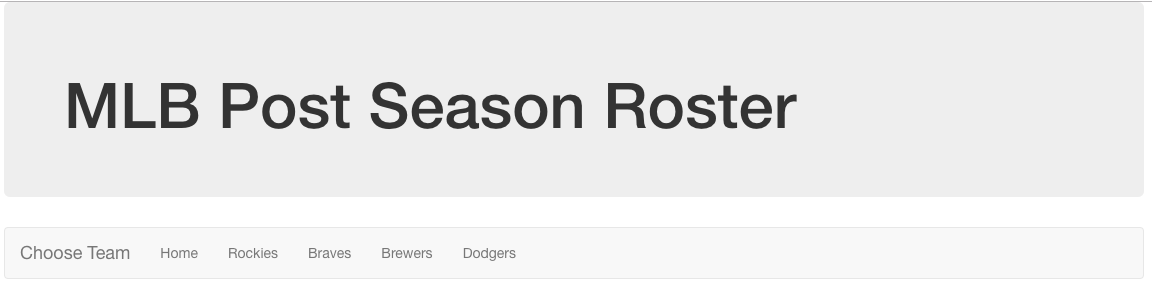 MLB Post Season Roster
Choose Team Home Rockies Braves Brewers Dodgers